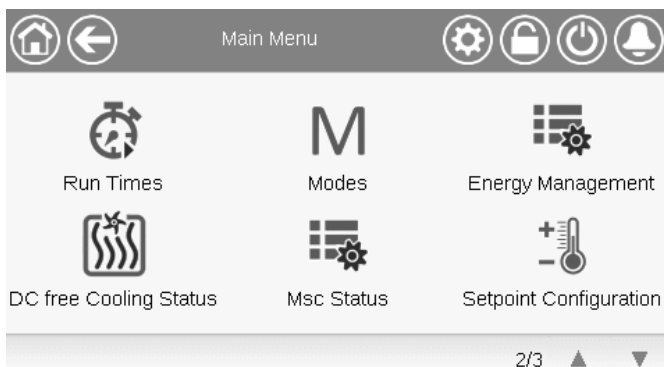 Main Menu
Run Times
M
Modes
Energy Management
DC free Cooling Status
Msc Status
Setpoint Configuration
2/3